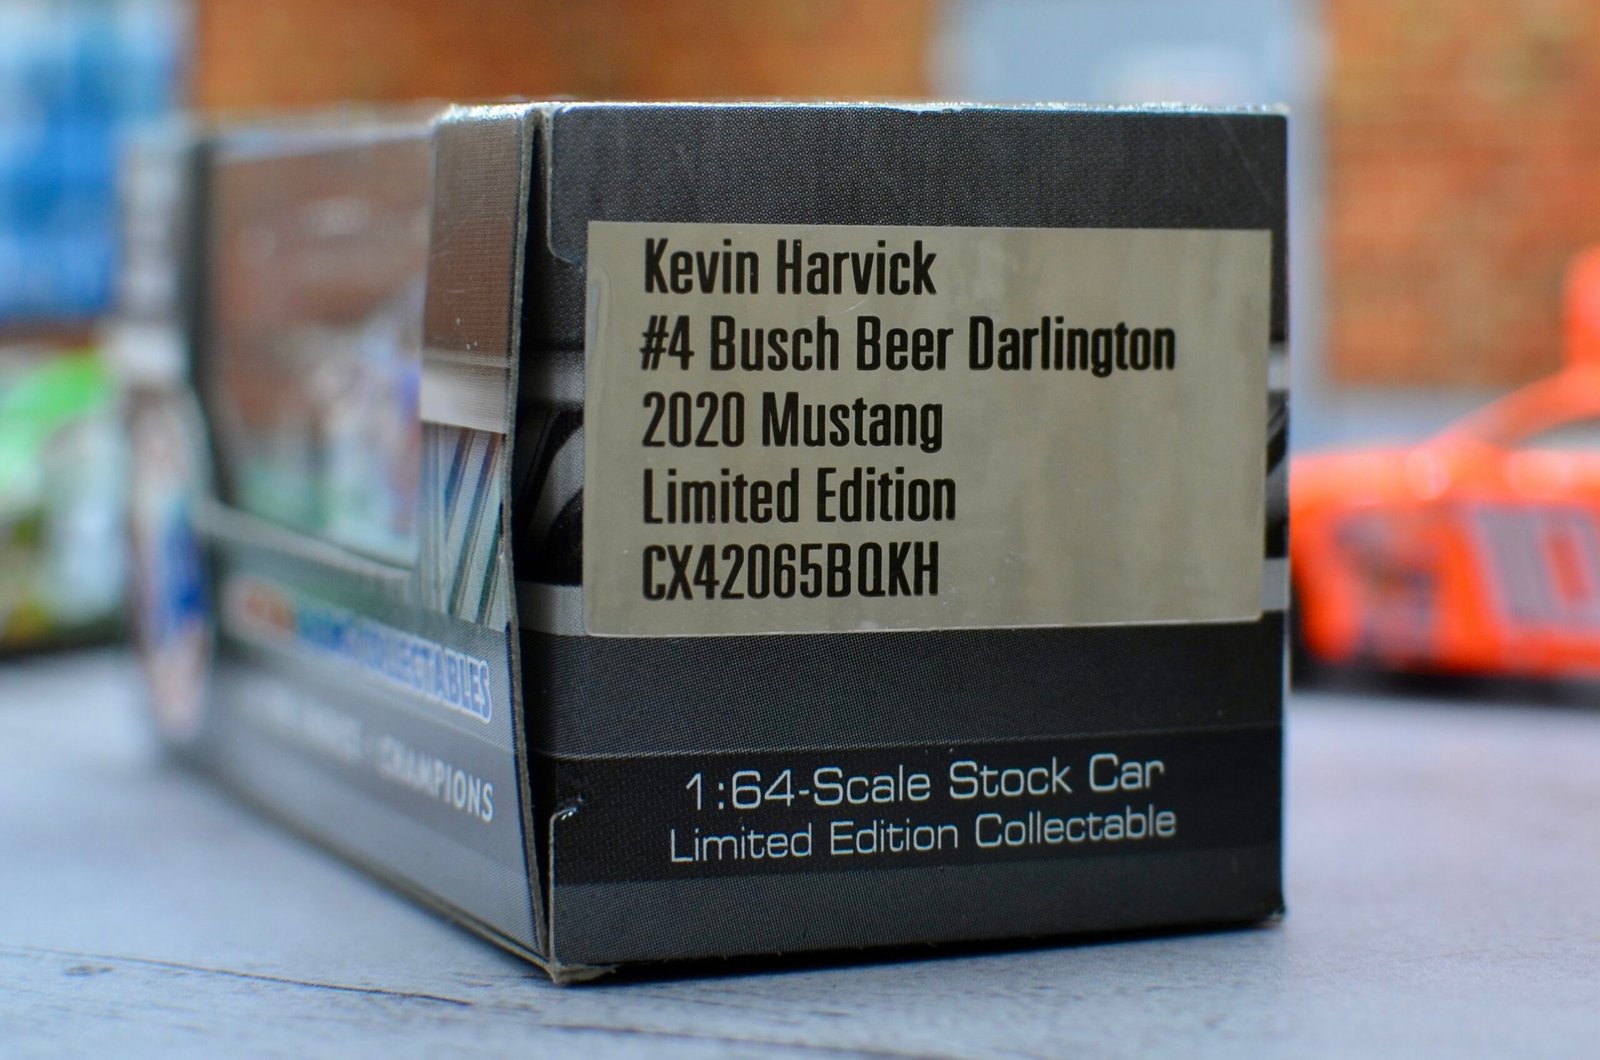 Kevin Harvick
#4 Busch Beer Darlington
2020 Mustang
Limited Edition
CX42065BQKH
1:64-Scale Stock Car
Limited Edition Collectable
COLLECTABLES
CHAMPIONS